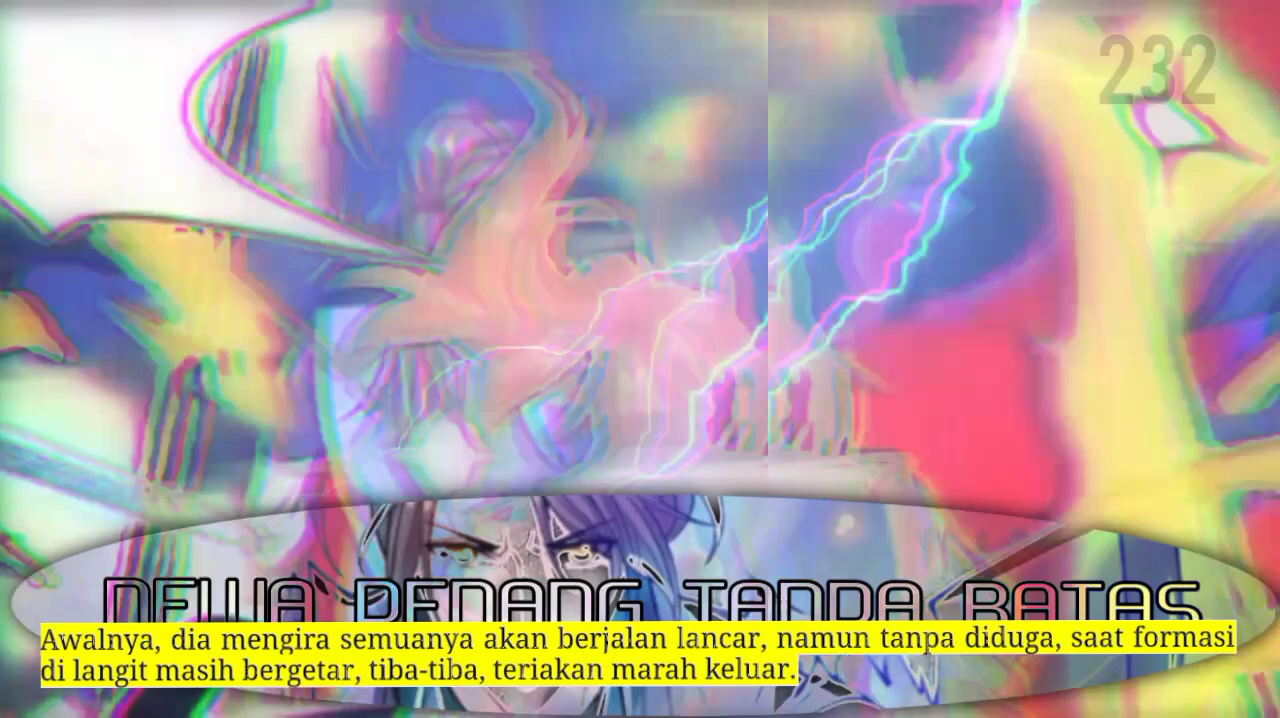 232
DEWA PEDANG TANPA BATAS
Awalnya, dia mengira semuanya akan berjalan lancar, namun tanpa diduga, saat formasi
di langit masih bergetar, tiba-tiba, teriakan marah keluar.